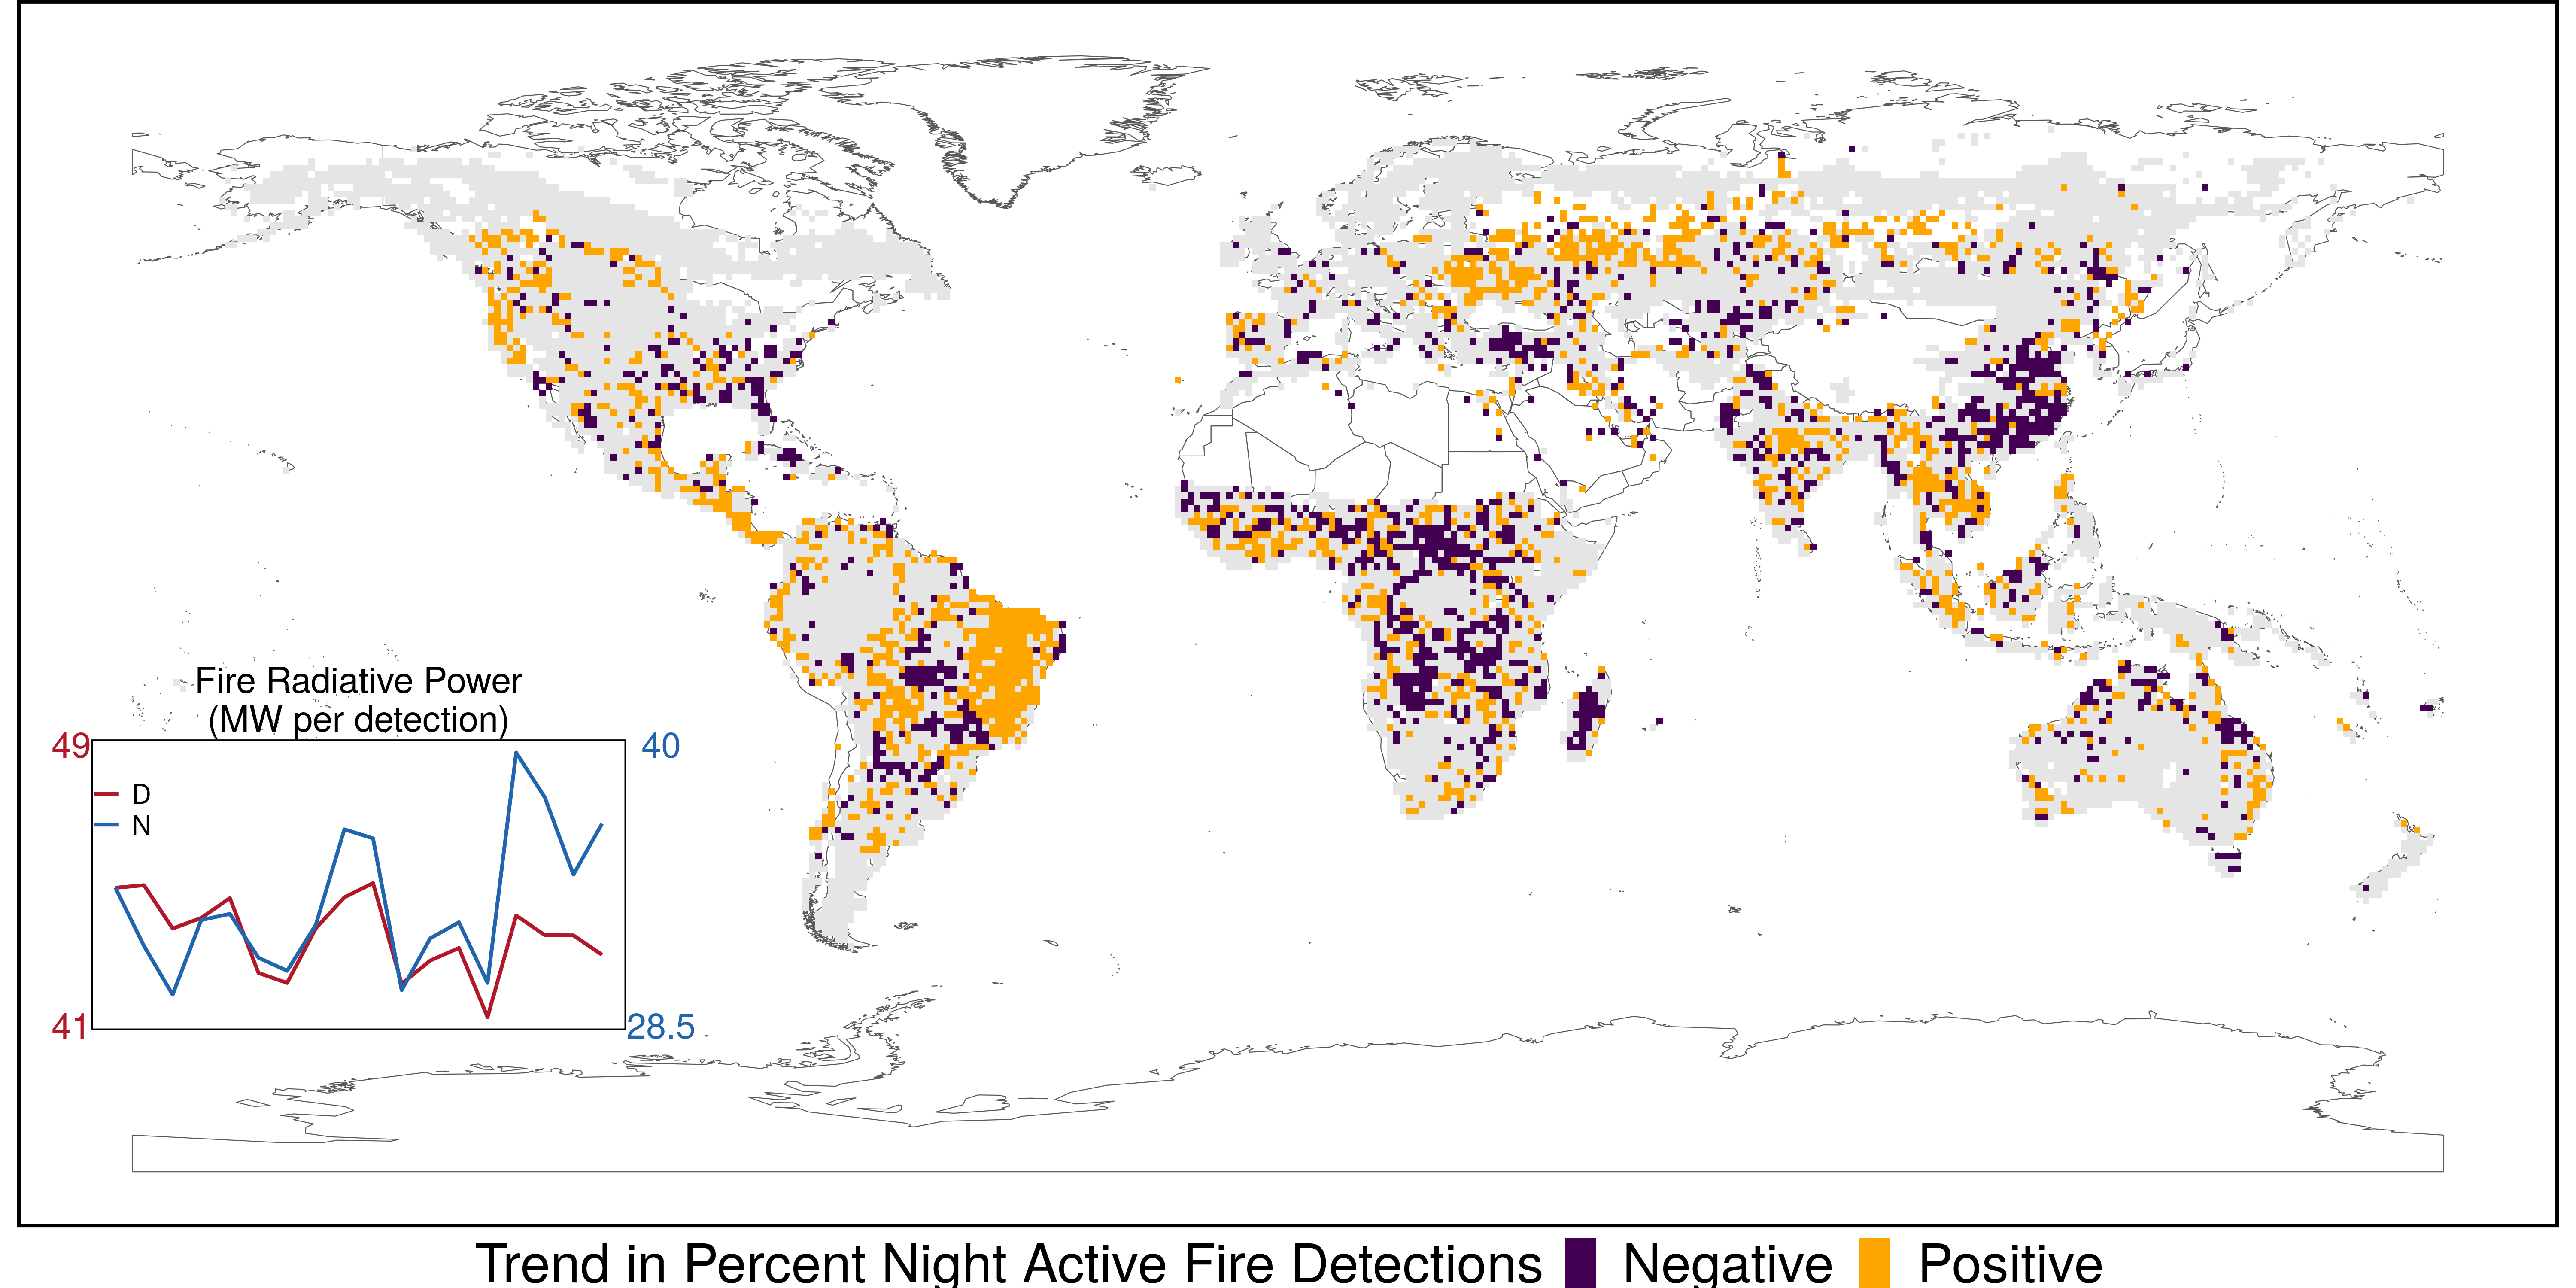 Fire Radiative Power
(MW per detection)
49
40
D
N
41
28.5
Trend in Percent Night Active Fire Detections Negative Positive